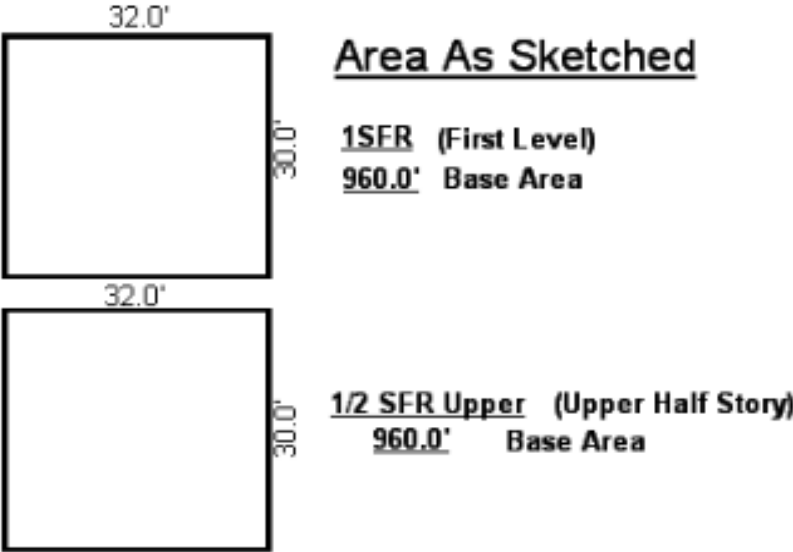 32.0'
Area As Sketched
30.0'
1SFR (First Level)
960.0' Base Area
32.0'
30.0'
1/2 SFR Upper (Upper Half Story)
960.0' Base Area